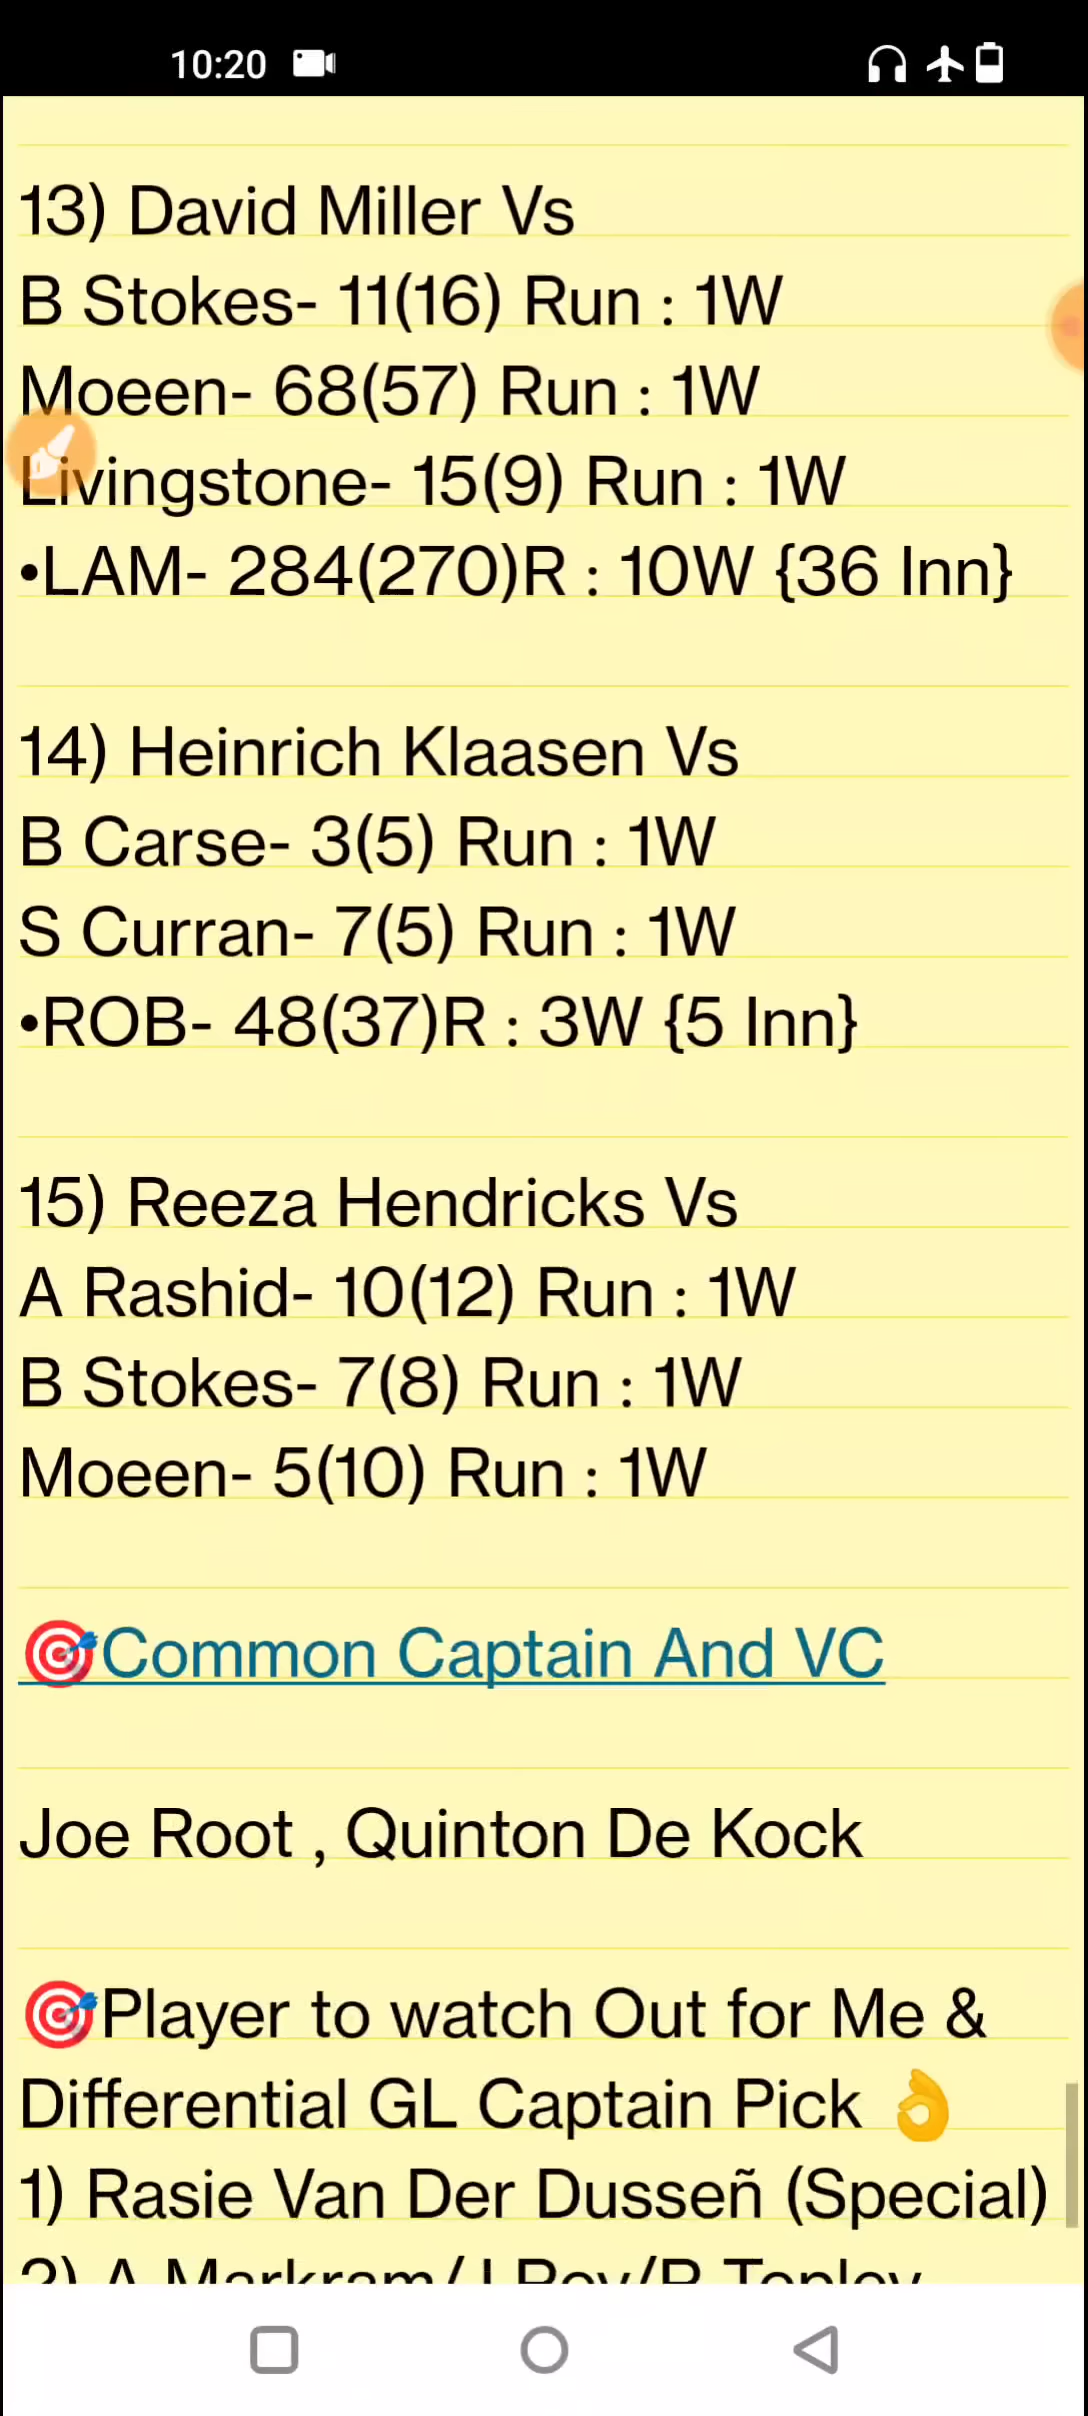 10:20
13) David Miller Vs
B Stokes- 11(16) Run : 1W
Moeen- 68(57) Run : 1W
Livingstone- 15(9) Run : 1W
•LAM- 284(270)R : 10W {36 Inn}
14) Heinrich Klaasen Vs
B Carse- 3(5) Run : 1W
S Curran- 7(5) Run : 1W
•ROB- 48(37)R : 3W {5 Inn}
15) Reeza Hendricks Vs
A Rashid- 10(12) Run : 1W
B Stokes- 7(8) Run : 1W
Moeen- 5(10) Run : 1W
🎯Common Captain And VC
Joe Root , Quinton De Kock
🎯Player to watch Out for Me &
Differential GL Captain Pick 👌
1) Rasie Van Der Dusseñ (Special)
2) A Markram/J Roy/R Topley